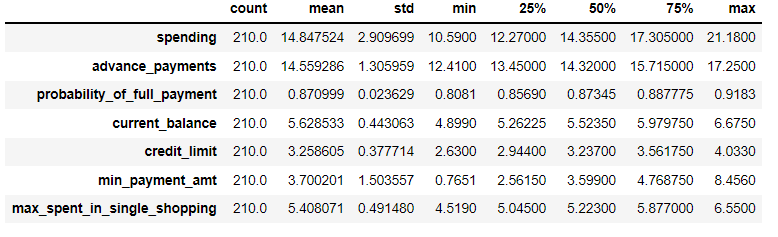 count mean std min 25% 50% 75% max
spending 210.0 14.847524 2.909699 10.5900 12.27000 14.35500 17.305000 21.1800
advance_payments 210.0 14.559286 1.305959 12.4100 13.45000 14.32000 15.715000 17.2500
probability_of_full_payment 210.0 0.870999 0.023629 0.8081 0.85690 0.87345 0.887775 0.9183
current_balance 210.0 5.628533 0.443063 4.8990 5.26225 5.52350 5.979750 6.6750
credit_limit 210.0 3.258605 0.377714 2.6300 2.94400 3.23700 3.561750 4.0330
min_payment_amt 210.0 3.700201 1.503557 0.7651 2.56150 3.59900 4.768750 8.4560
max_spent_in_single_shopping 210.0 5.408071 0.491480 4.5190 5.04500 5.22300 5.877000 6.5500